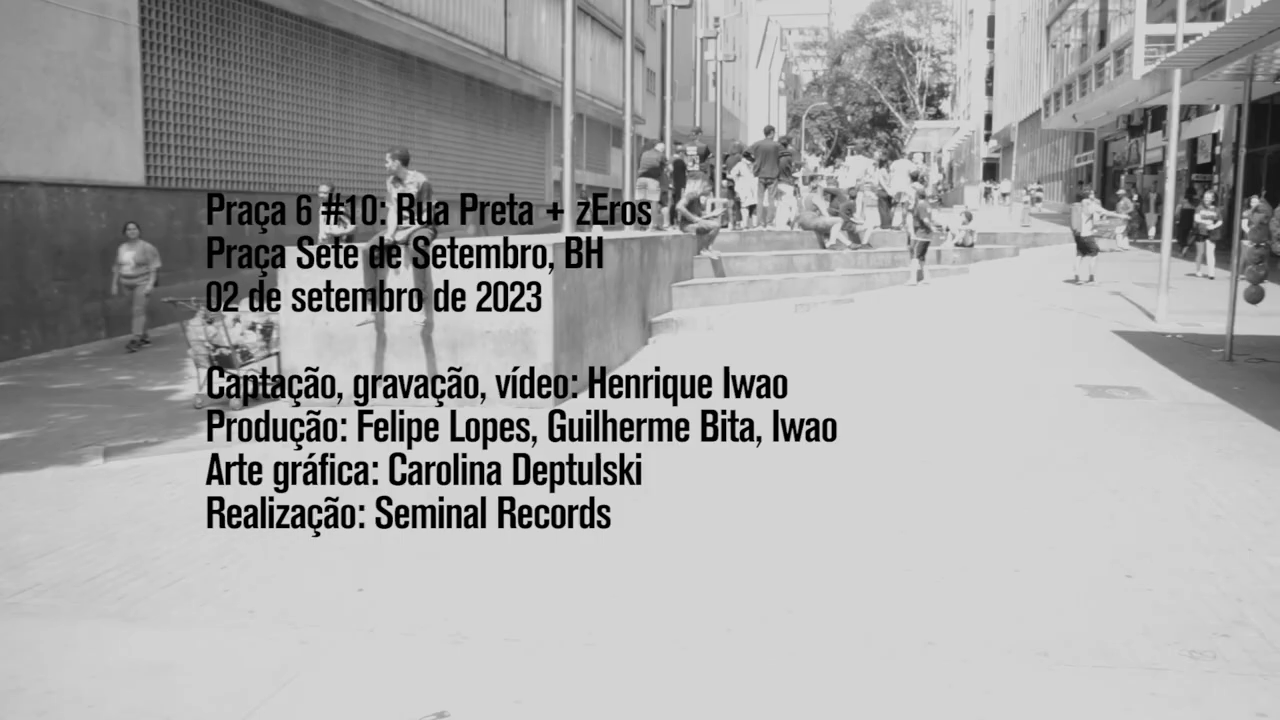 Praça 6 #10: Rua Preta + zEros
Praça Sete de Setembro, BH
02 de setembro de 2023
Captação, gravação, vídeo: Henrique Iwao
Produção: Felipe Lopes, Guilherme Bita, Iwao
Arte gráfica: Carolina Deptulski
Realização: Seminal Records